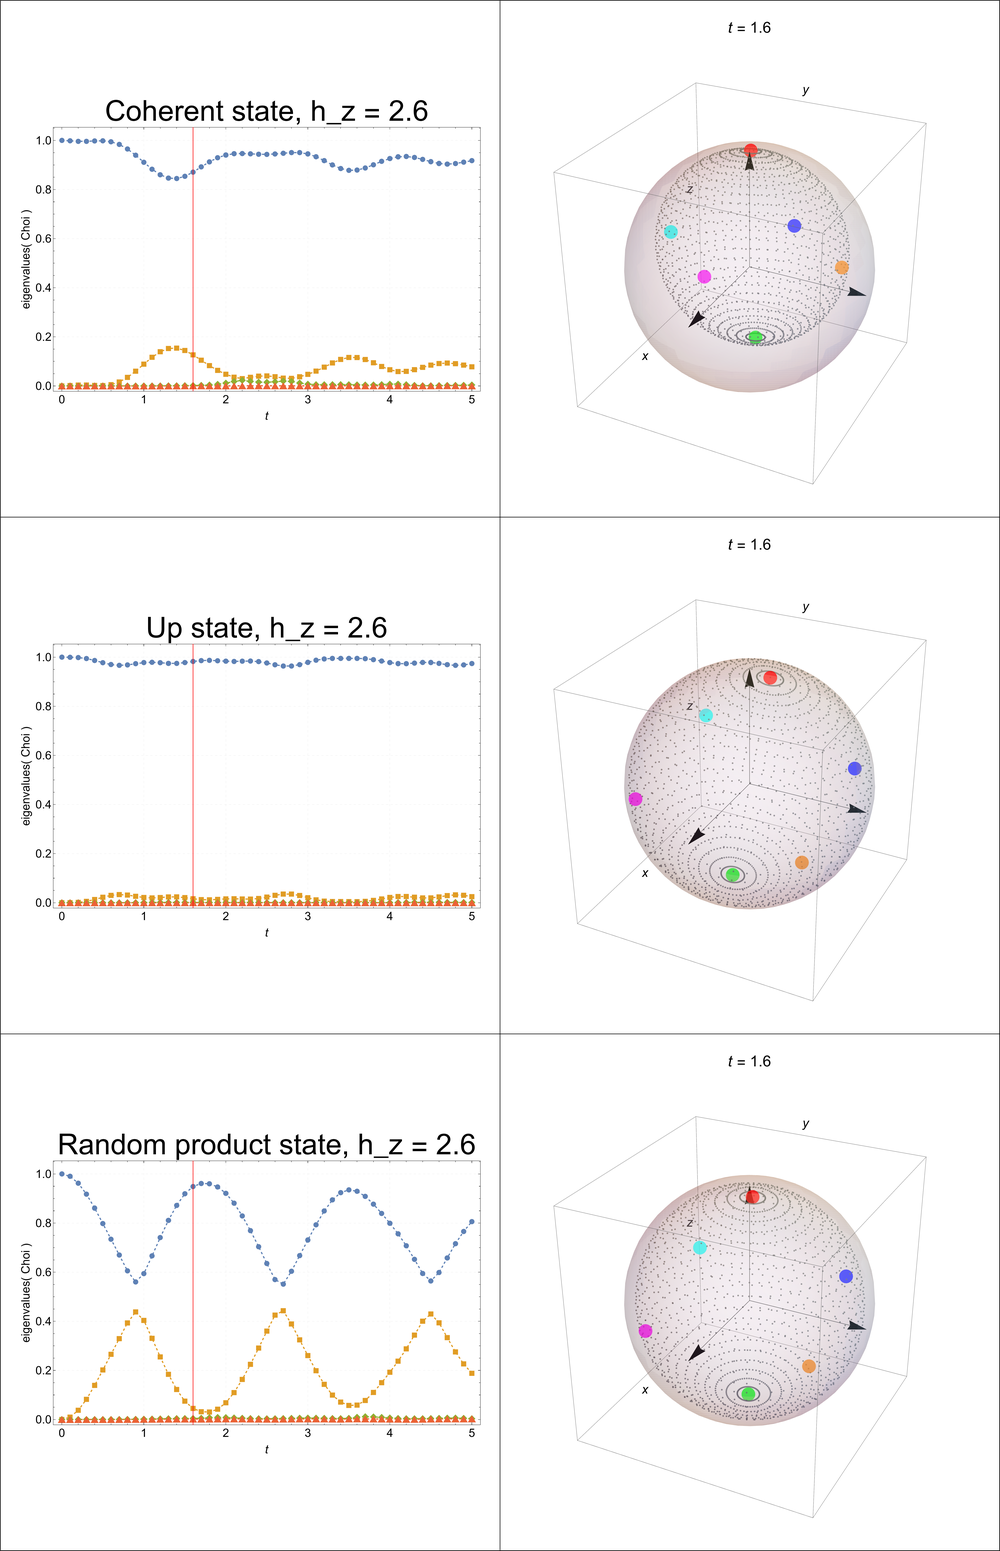 t = 1.6
Coherent state, h_z = 2.6
eigenvalues( Choi )
1.0
0.8
0.6
0.4
0.2
0.0
0 1 2 3 4 5
t
y
z
x
t = 1.6
Up state, h_z = 2.6
eigenvalues( Choi )
1.0
0.8
0.6
0.4
0.2
0.0
0 1 2 3 4 5
t
y
z
x
t = 1.6
Random product state, h_z = 2.6
eigenvalues( Choi )
1.0
0.8
0.6
0.4
0.2
0.0
0 1 2 3 4 5
t
y
z
x